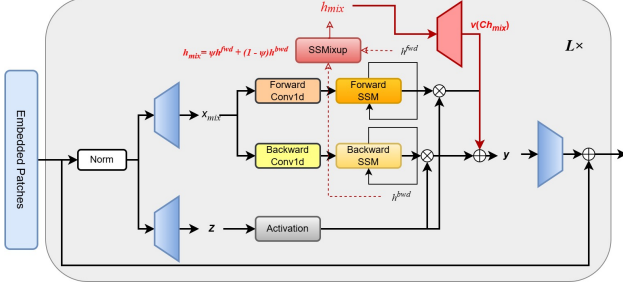 h_mix
v(Ch_mix)
L×
h_mix = ψh^fwd + (1 - ψ)h^bwd
SSMixup
h^fwd
Embedded Patches
Norm
x_mix
Forward
Conv1d
Forward
SSM
Backward
Conv1d
Backward
SSM
y
h^bwd
z
Activation